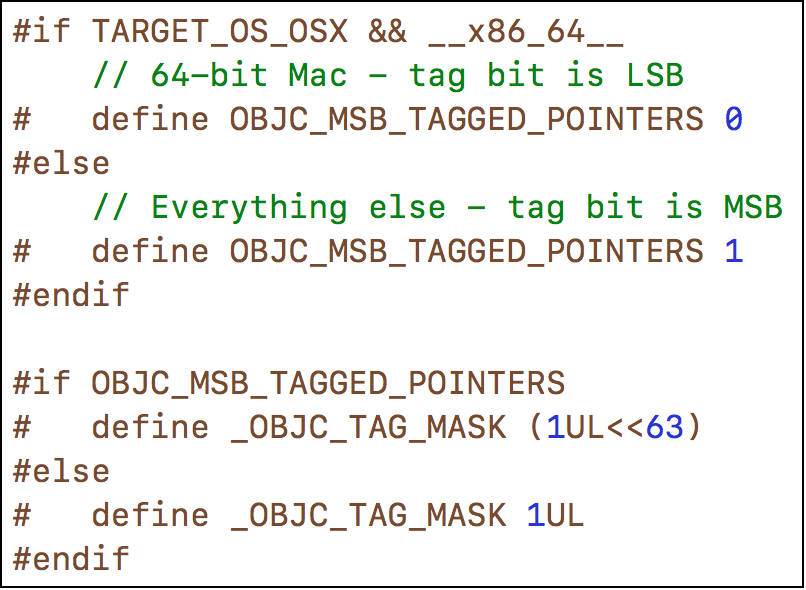 #if TARGET_OS_OSX && __x86_64__
    // 64-bit Mac - tag bit is LSB
#   define OBJC_MSB_TAGGED_POINTERS 0
#else
    // Everything else - tag bit is MSB
#   define OBJC_MSB_TAGGED_POINTERS 1
#endif

#if OBJC_MSB_TAGGED_POINTERS
#   define _OBJC_TAG_MASK (1UL<<63)
#else
#   define _OBJC_TAG_MASK 1UL
#endif